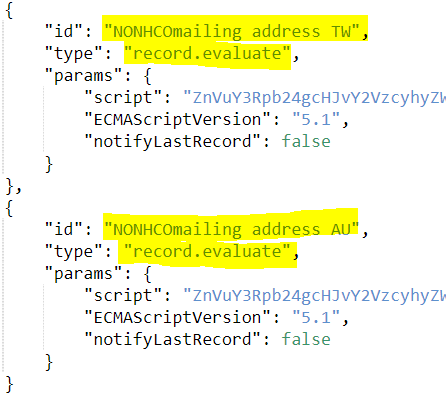 {
"id": "NONHCOmailing address TW",
"type": "record.evaluate",
"params": {
"script": "ZnVuY3Rpb24gcHJvY2VzcyhyZW
"ECMAScriptVersion": "5.1",
"notifyLastRecord": false
}
},
{
"id": "NONHCOmailing address AU",
"type": "record.evaluate",
"params": {
"script": "ZnVuY3Rpb24gcHJvY2VzcyhyZW
"ECMAScriptVersion": "5.1",
"notifyLastRecord": false
}
}